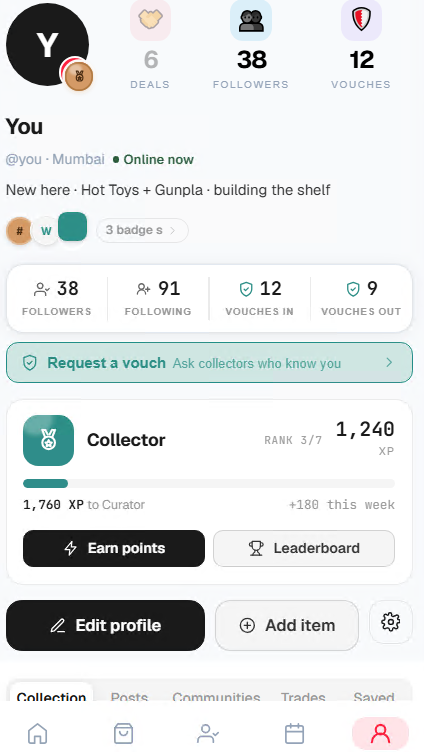 Y
6
38
12
DEALS
FOLLOWERS
VOUCHES
You
@you · Mumbai
Online now
New here · Hot Toys + Gunpla · building the shelf
#
W
3 badge s
38
91
12
9
FOLLOWERS
FOLLOWING
VOUCHES IN
VOUCHES OUT
Request a vouch
Ask collectors who know you
Collector
RANK 3/7
1,240
XP
1,760 XP to Curator
+180 this week
Earn points
Leaderboard
Edit profile
Add item
Collection
Posts
Communities
Trades
Saved